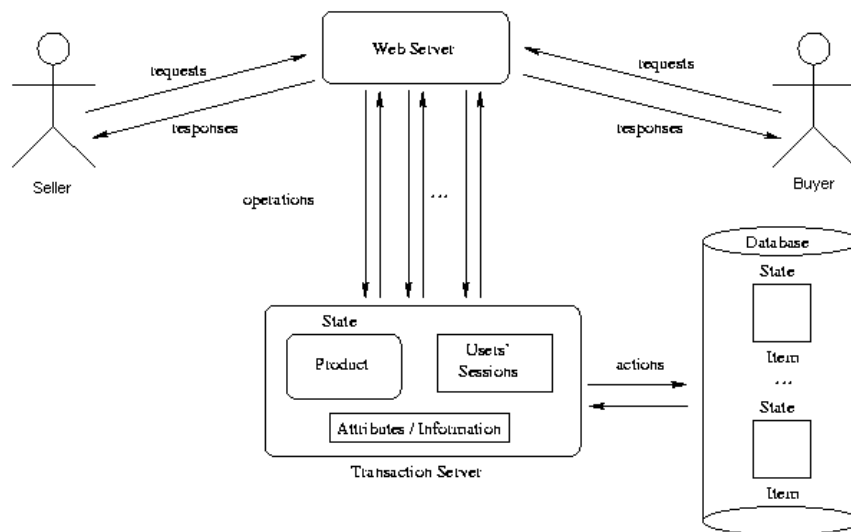 Web Server
requests
requests
responses
responses
Seller
Buyer
operations
...
Database
State
State
Product
Users'
Sessions
actions
Item
...
State
Attributes / Information
Transaction Server
Item